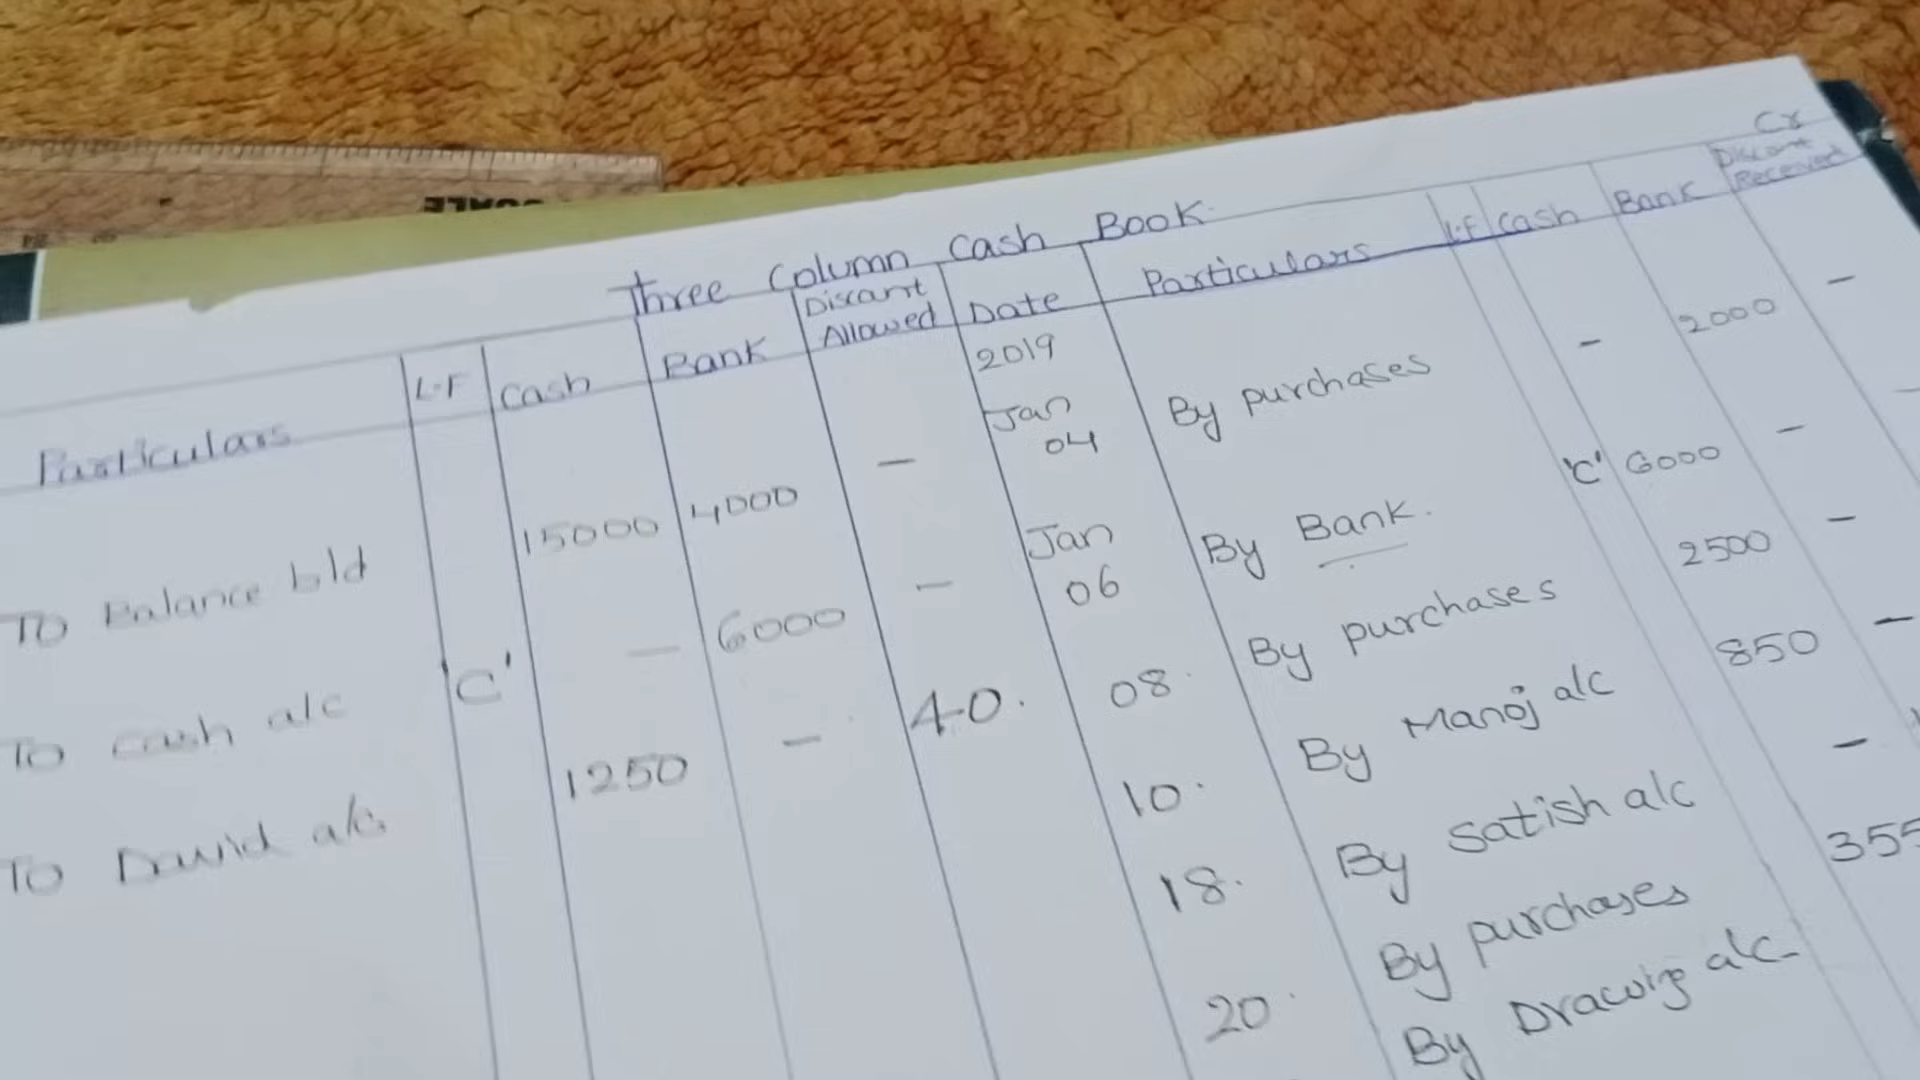 Cr
Three Column Cash Book
Particulars L.F Cash Bank Discount Allowed Date Particulars L.F Cash Bank Discount Received
2019
To Balance b/d 15000 4000 — Jan 04 By purchases — 2000 —
To cash a/c 'C' — 6000 — Jan 06 By Bank. 'C' 6000 —
To David a/c 1250 — 40. 08. By purchases 2500 —
10. By Manoj a/c 850 —
18. By Satish a/c —
By purchases
20. By Drawing a/c